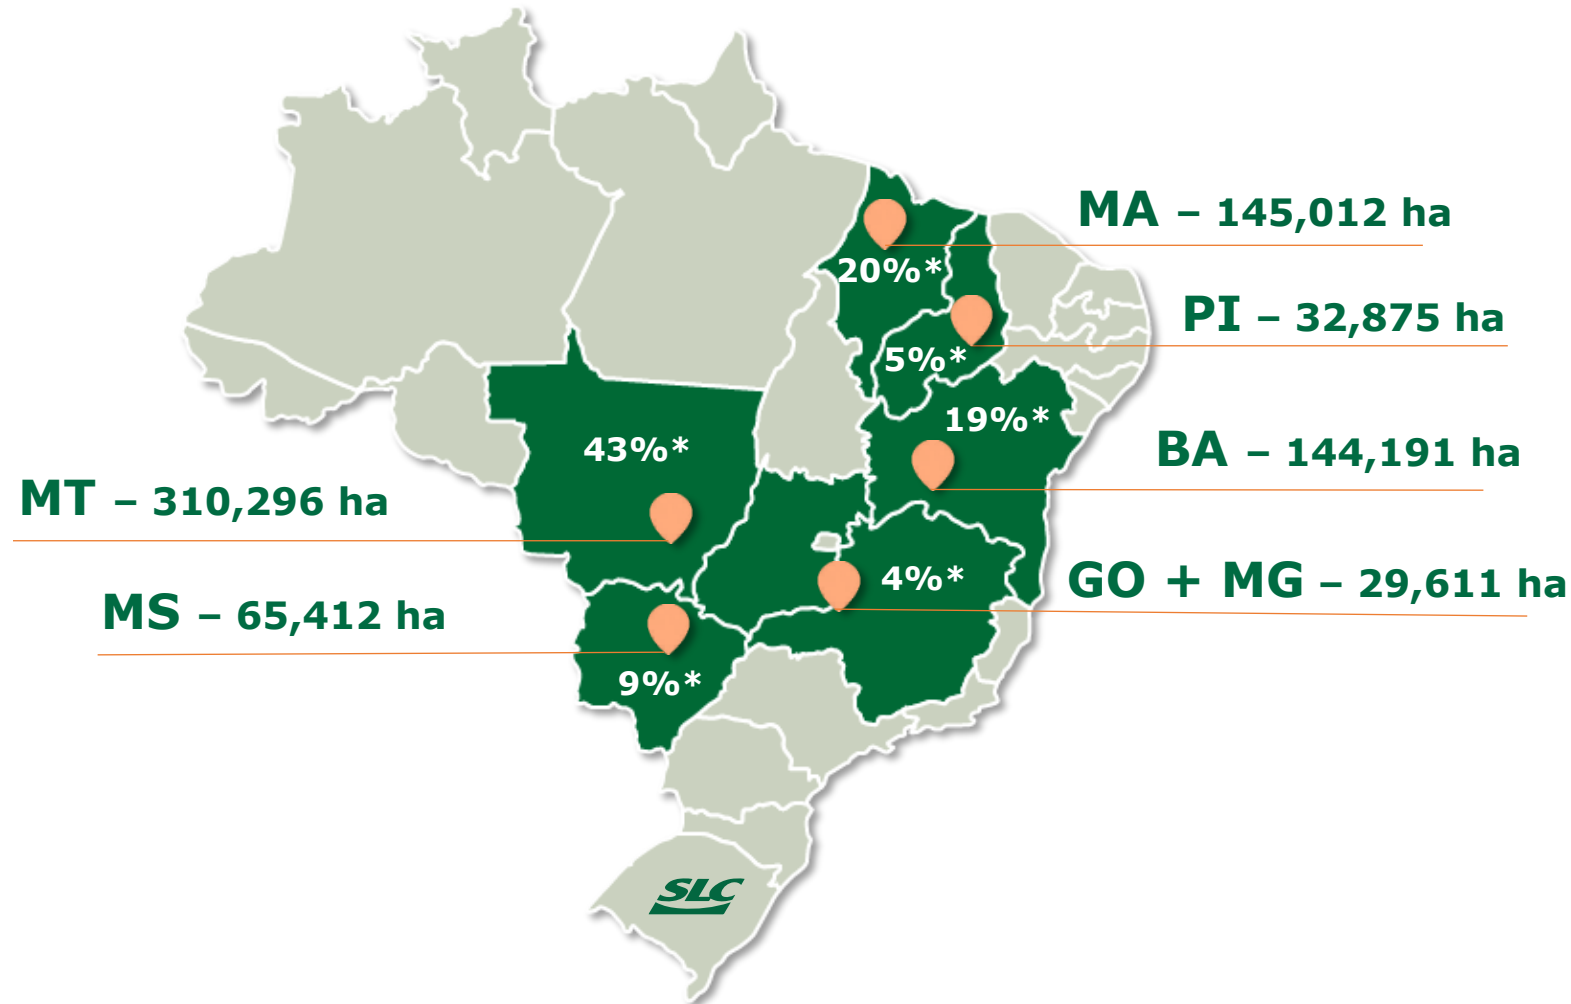 MA – 145,012 ha
20%*
PI – 32,875 ha
5%*
19%*
BA – 144,191 ha
43%*
MT – 310,296 ha
4%*
GO + MG – 29,611 ha
MS – 65,412 ha
9%*
SLC